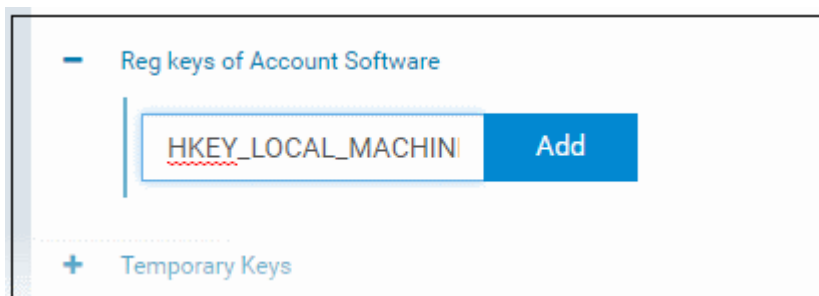 Reg keys of Account Software
HKEY_LOCAL_MACHIN
Add
Temporary Keys